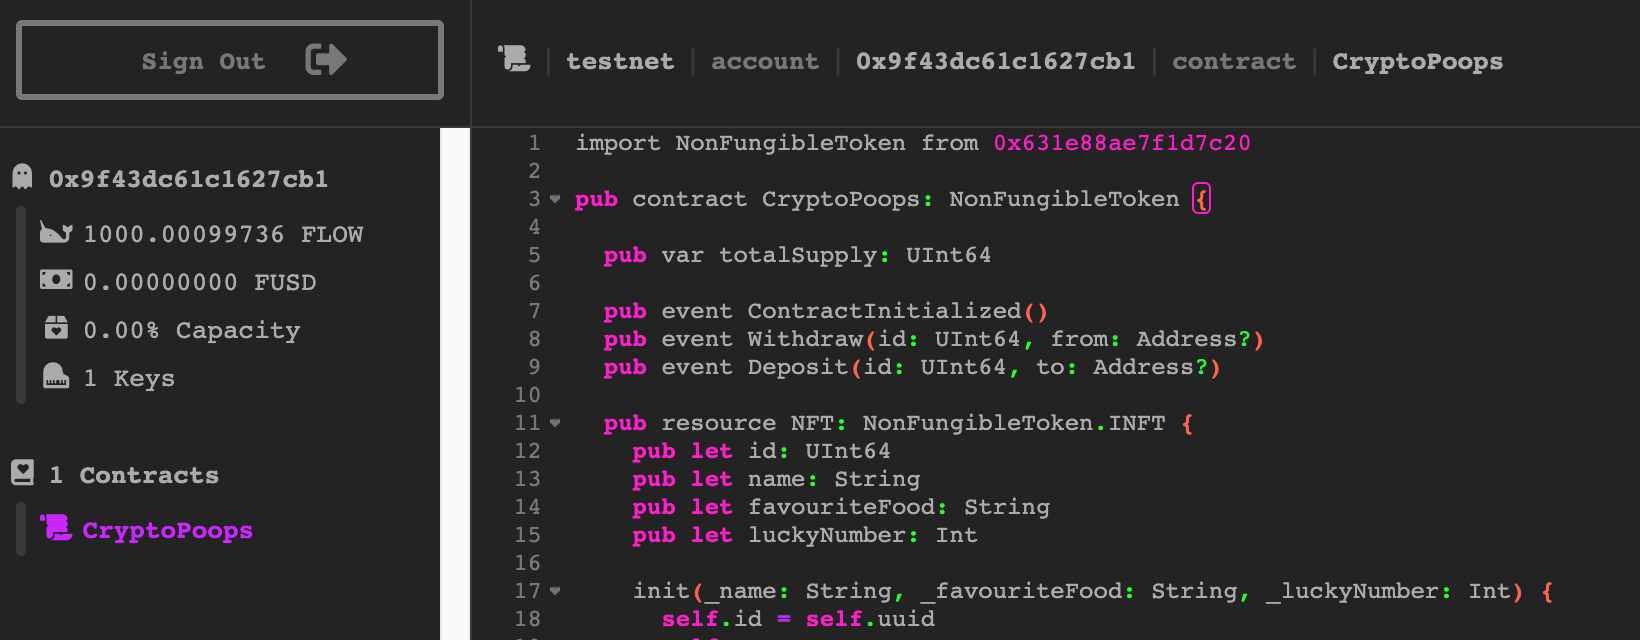 Sign Out
testnet | account | 0x9f43dc61c1627cb1 | contract | CryptoPoops
0x9f43dc61c1627cb1
1000.00099736 FLOW
0.00000000 FUSD
0.00% Capacity
1 Keys
1 Contracts
CryptoPoops
1 import NonFungibleToken from 0x631e88ae7f1d7c20
2
3 pub contract CryptoPoops: NonFungibleToken {
4
5 pub var totalSupply: UInt64
6
7 pub event ContractInitialized()
8 pub event Withdraw(id: UInt64, from: Address?)
9 pub event Deposit(id: UInt64, to: Address?)
10
11 pub resource NFT: NonFungibleToken.INFT {
12 pub let id: UInt64
13 pub let name: String
14 pub let favouriteFood: String
15 pub let luckyNumber: Int
16
17 init(_name: String, _favouriteFood: String, _luckyNumber: Int) {
18 self.id = self.uuid